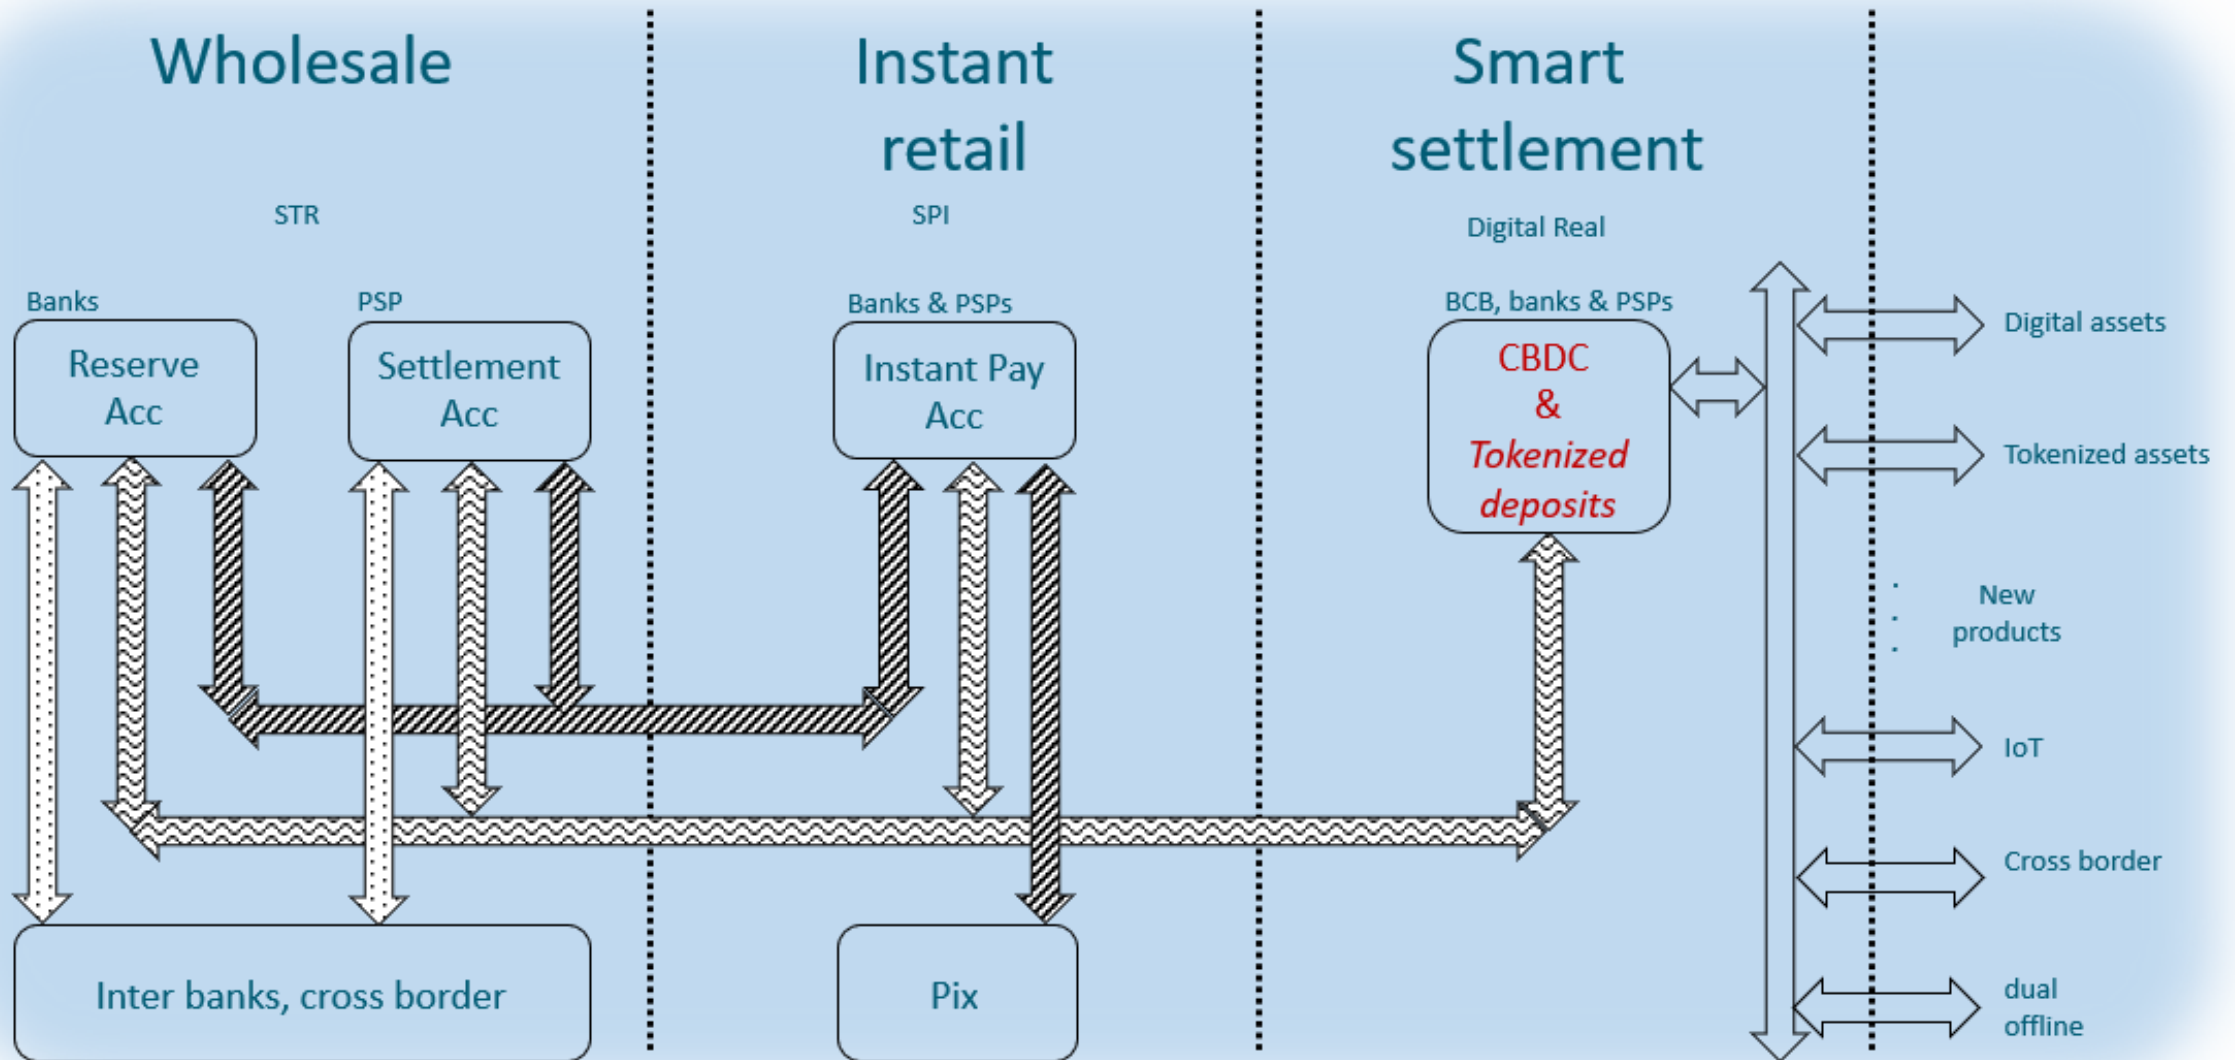 Wholesale
STR
Banks
Reserve
Acc
PSP
Settlement
Acc
Inter banks, cross border
Instant
retail
SPI
Banks & PSPs
Instant Pay
Acc
Pix
Smart
settlement
Digital Real
BCB, banks & PSPs
CBDC
&
Tokenized
deposits
Digital assets
Tokenized assets
New
products
IoT
Cross border
dual
offline